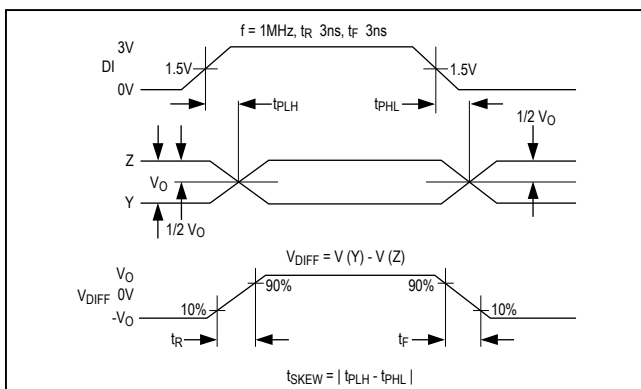 f = 1MHz, tR 3ns, tF 3ns
3V
DI
1.5V
1.5V
0V
tPLH
tPHL
1/2 VO
Z
VO
Y
1/2 VO
VDIFF = V (Y) - V (Z)
VO
90%
90%
VDIFF 0V
10%
10%
-VO
tR
tF
tSKEW = | tPLH - tPHL |